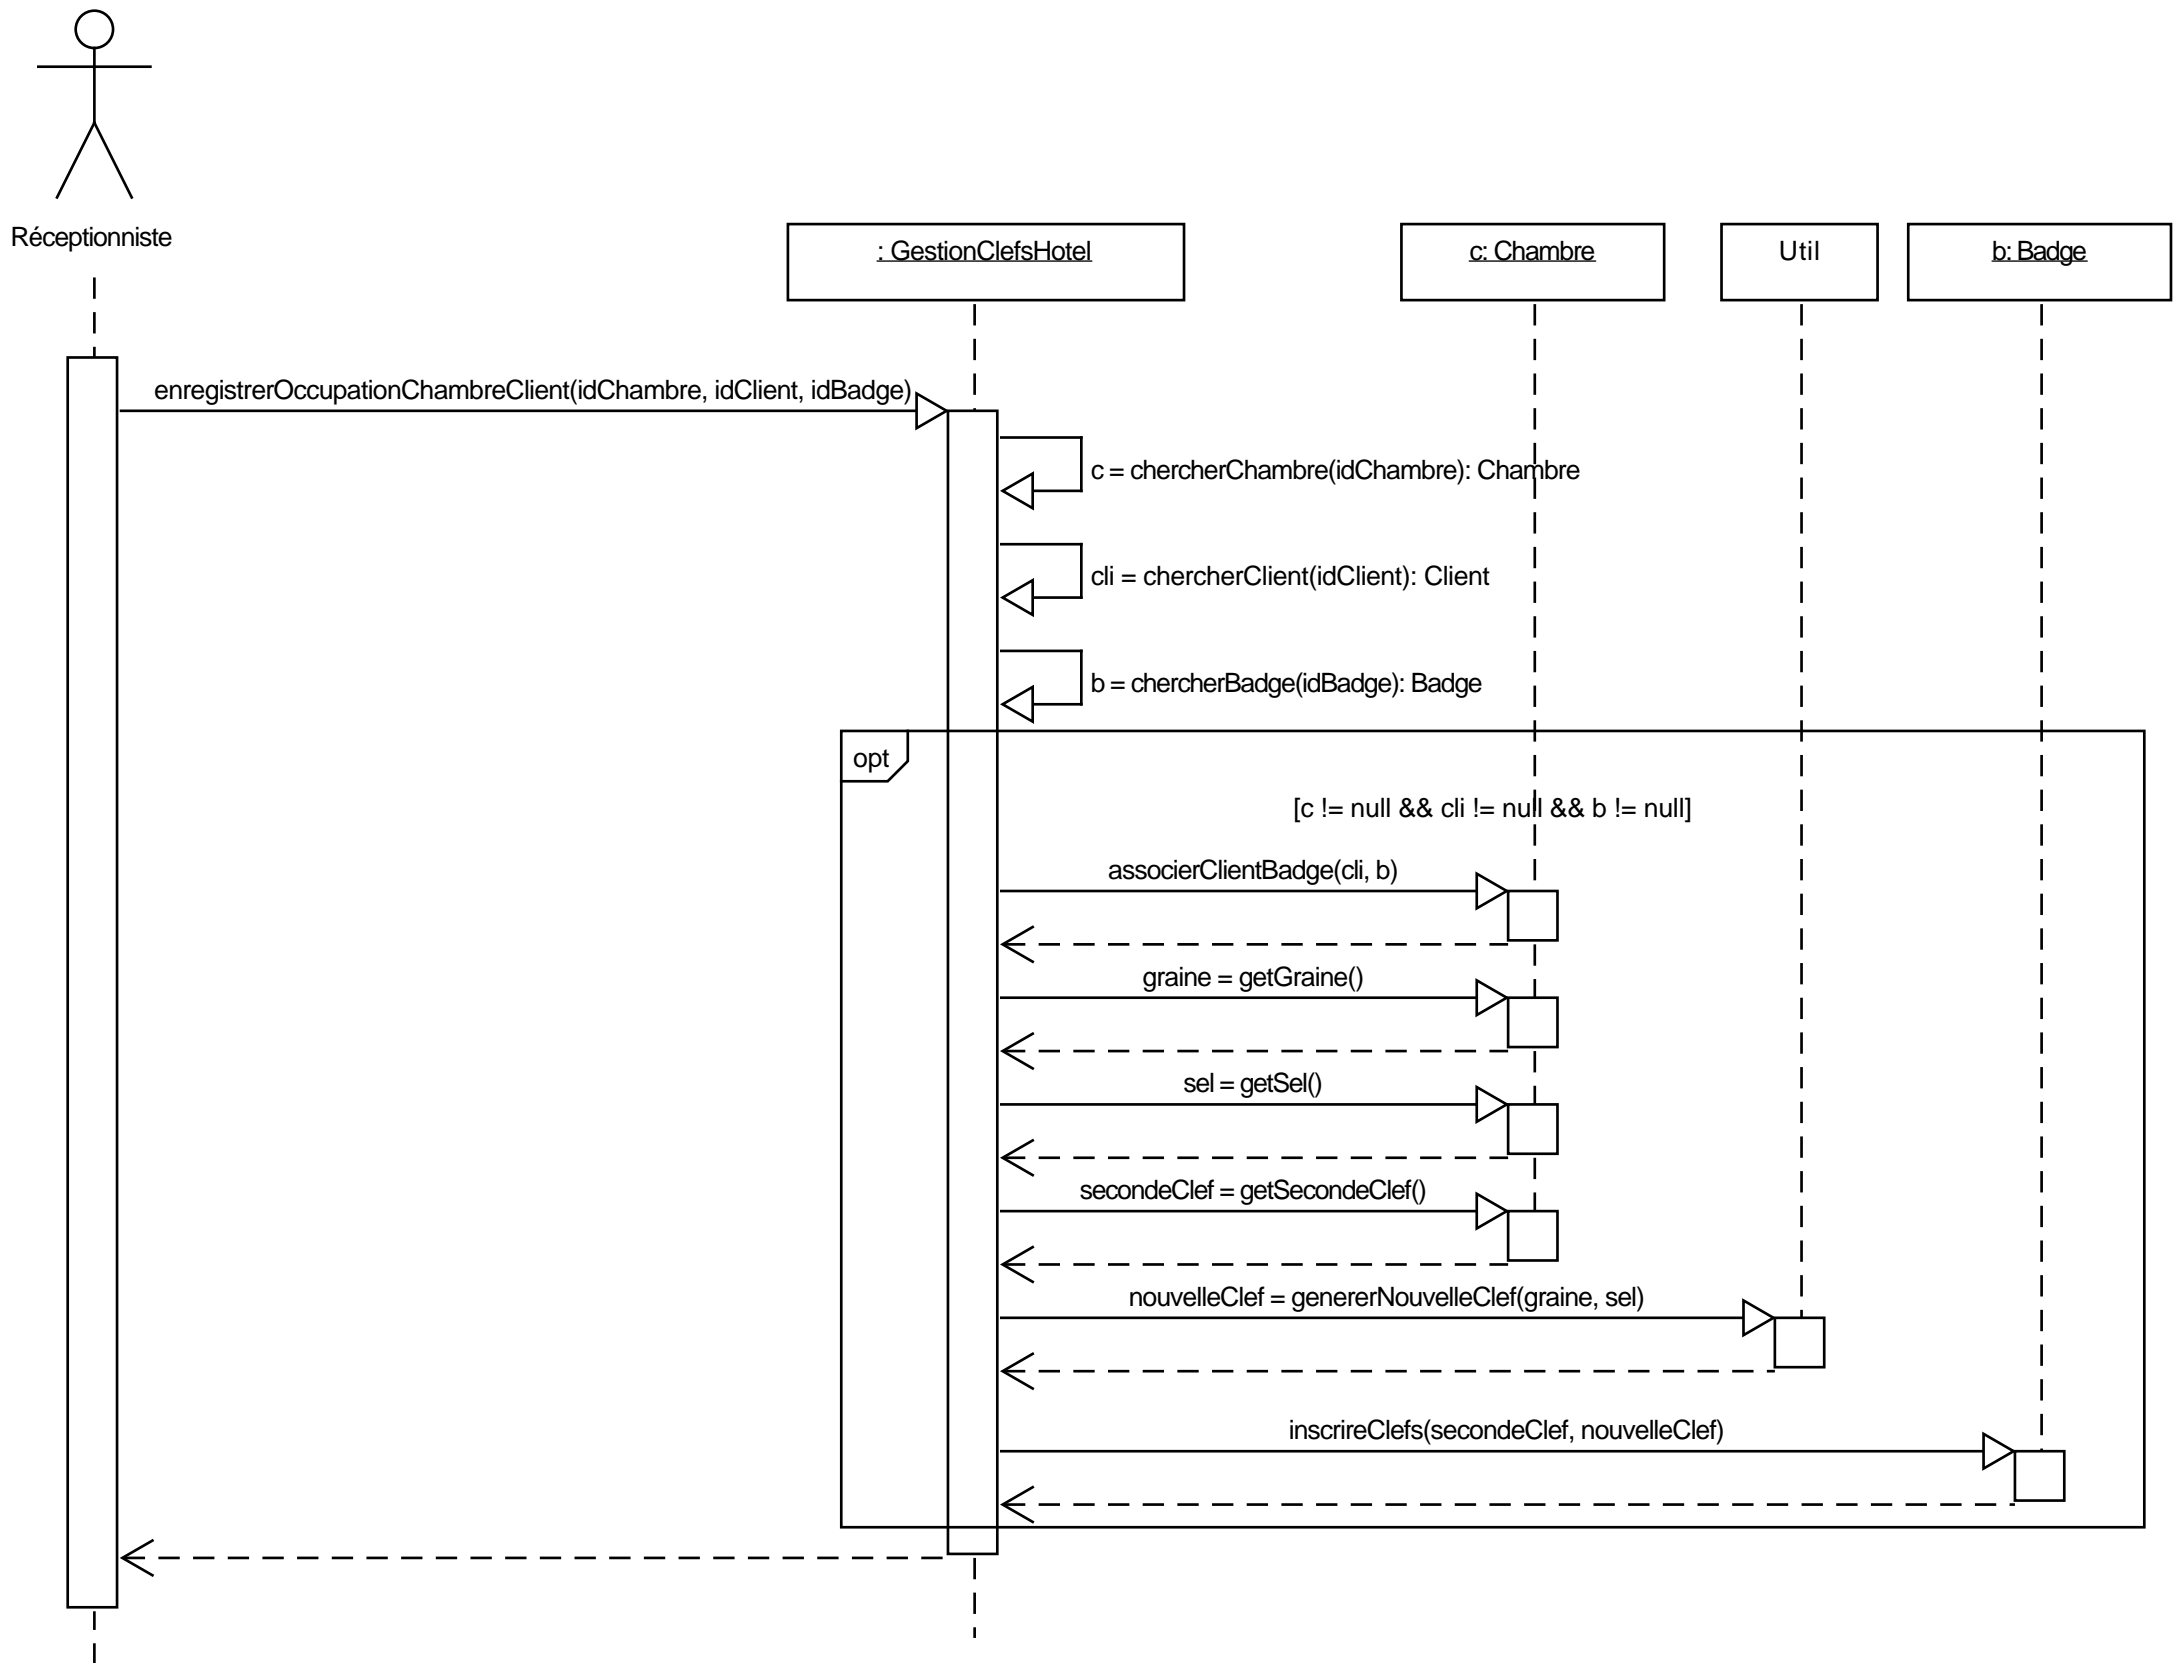 Réceptionniste
: GestionClefsHotel
c: Chambre
Util
b: Badge
enregistrerOccupationChambreClient(idChambre, idClient, idBadge)
c = chercherChambre(idChambre): Chambre
cli = chercherClient(idClient): Client
b = chercherBadge(idBadge): Badge
opt
[c != null && cli != null && b != null]
associerClientBadge(cli, b)
graine = getGraine()
sel = getSel()
secondeClef = getSecondeClef()
nouvelleClef = genererNouvelleClef(graine, sel)
inscrireClefs(secondeClef, nouvelleClef)